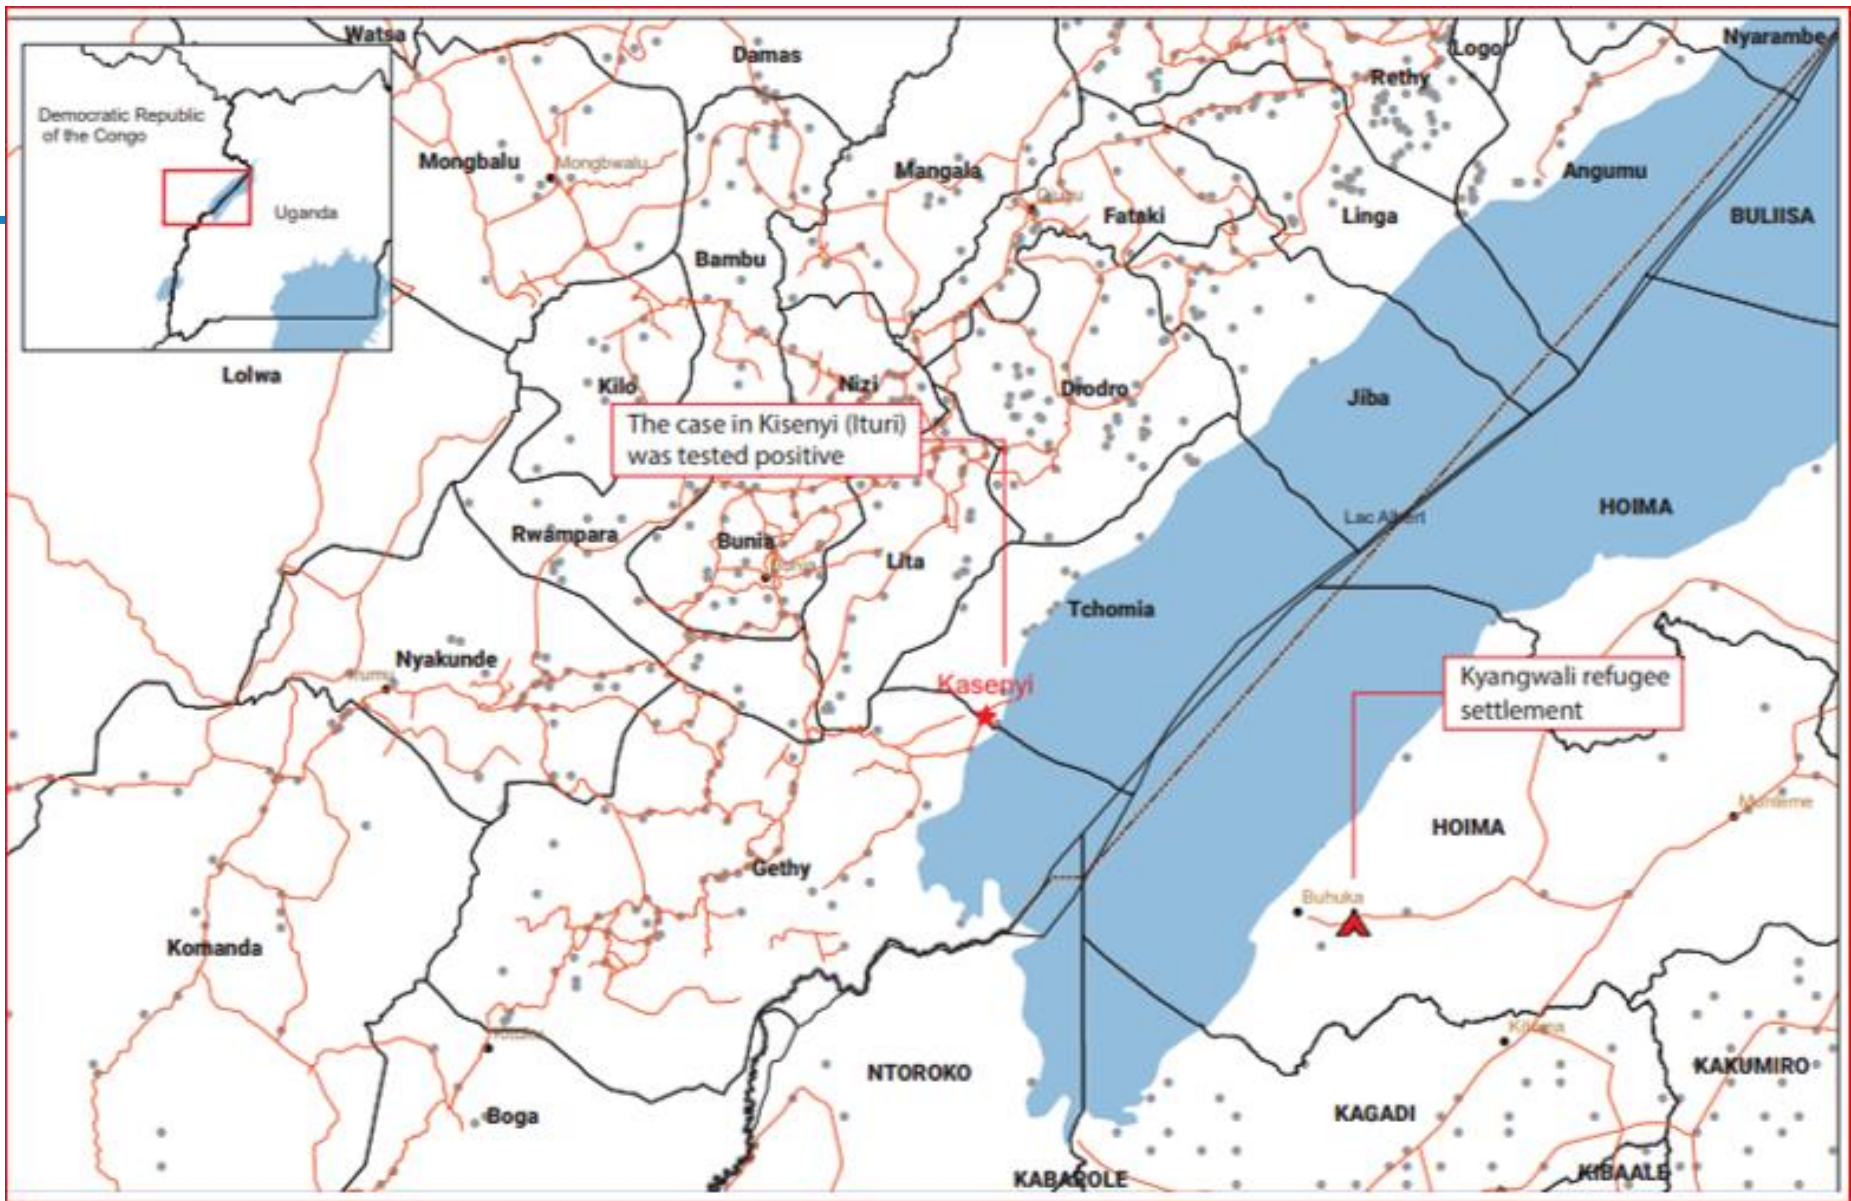 Watsa
Damas
Logo
Nyarambe
Rethy
Democratic Republic
of the Congo
Mongbalu
Mongbwalu
Mangala
Angumu
Uganda
Fataki
Linga
BULIISA
Bambu
Lolwa
Kilo
Nizi
Drodro
Jiba
The case in Kisenyi (Ituri)
was tested positive
HOIMA
Lac Albert
Rwampara
Bunia
Lita
Tchomia
Nyakunde
Irumu
Kasenyi
Kyangwali refugee
settlement
HOIMA
Gethy
Buhuka
Komanda
NTOROKO
KAKUMIRO
Boga
KAGADI
KABAROLE
KIBAALE